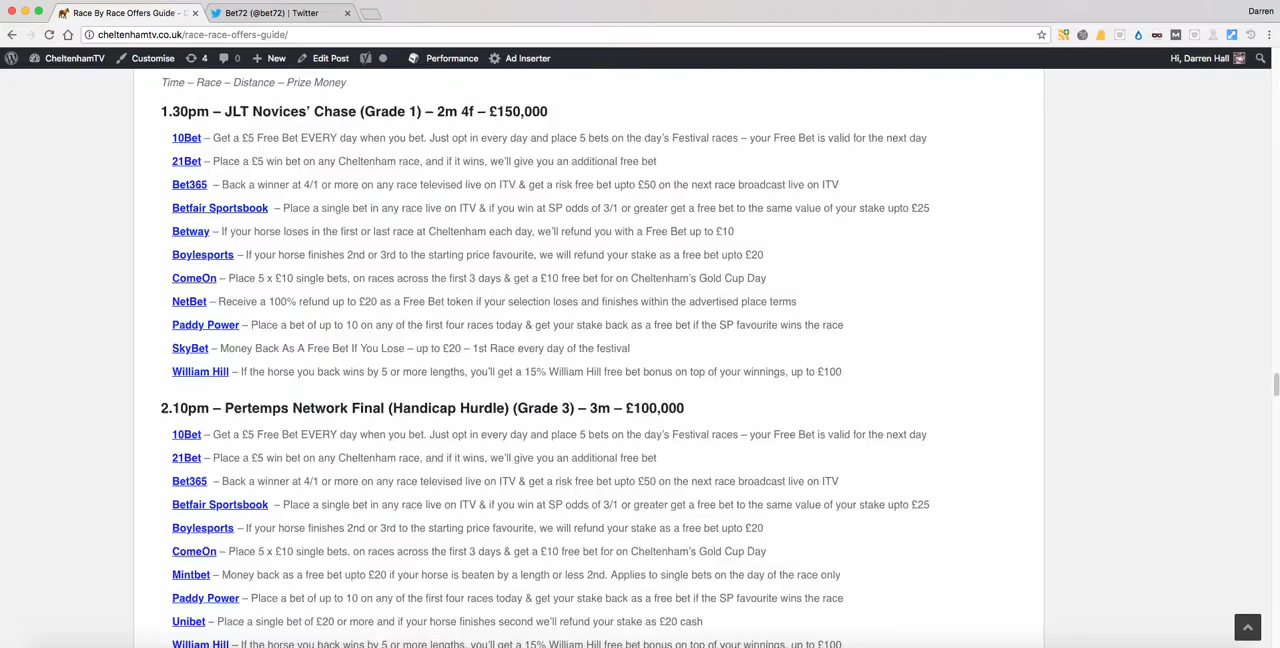 Race By Race Offers Guide - D
Bet72 (@bet72) | Twitter
Darren
cheltenhamtv.co.uk/race-race-offers-guide/
CheltenhamTV Customise 4 0 New Edit Post Performance Ad Inserter Hi, Darren Hall
Time – Race – Distance – Prize Money
1.30pm – JLT Novices' Chase (Grade 1) – 2m 4f – £150,000
10Bet – Get a £5 Free Bet EVERY day when you bet. Just opt in every day and place 5 bets on the day's Festival races – your Free Bet is valid for the next day
21Bet – Place a £5 win bet on any Cheltenham race, and if it wins, we'll give you an additional free bet
Bet365 – Back a winner at 4/1 or more on any race televised live on ITV & get a risk free bet upto £50 on the next race broadcast live on ITV
Betfair Sportsbook – Place a single bet in any race live on ITV & if you win at SP odds of 3/1 or greater get a free bet to the same value of your stake upto £25
Betway – If your horse loses in the first or last race at Cheltenham each day, we'll refund you with a Free Bet up to £10
Boylesports – If your horse finishes 2nd or 3rd to the starting price favourite, we will refund your stake as a free bet upto £20
ComeOn – Place 5 x £10 single bets, on races across the first 3 days & get a £10 free bet for on Cheltenham's Gold Cup Day
NetBet – Receive a 100% refund up to £20 as a Free Bet token if your selection loses and finishes within the advertised place terms
Paddy Power – Place a bet of up to 10 on any of the first four races today & get your stake back as a free bet if the SP favourite wins the race
SkyBet – Money Back As A Free Bet If You Lose – up to £20 – 1st Race every day of the festival
William Hill – If the horse you back wins by 5 or more lengths, you'll get a 15% William Hill free bet bonus on top of your winnings, up to £100
2.10pm – Pertemps Network Final (Handicap Hurdle) (Grade 3) – 3m – £100,000
10Bet – Get a £5 Free Bet EVERY day when you bet. Just opt in every day and place 5 bets on the day's Festival races – your Free Bet is valid for the next day
21Bet – Place a £5 win bet on any Cheltenham race, and if it wins, we'll give you an additional free bet
Bet365 – Back a winner at 4/1 or more on any race televised live on ITV & get a risk free bet upto £50 on the next race broadcast live on ITV
Betfair Sportsbook – Place a single bet in any race live on ITV & if you win at SP odds of 3/1 or greater get a free bet to the same value of your stake upto £25
Boylesports – If your horse finishes 2nd or 3rd to the starting price favourite, we will refund your stake as a free bet upto £20
ComeOn – Place 5 x £10 single bets, on races across the first 3 days & get a £10 free bet for on Cheltenham's Gold Cup Day
Mintbet – Money back as a free bet upto £20 if your horse is beaten by a length or less 2nd. Applies to single bets on the day of the race only
Paddy Power – Place a bet of up to 10 on any of the first four races today & get your stake back as a free bet if the SP favourite wins the race
Unibet – Place a single bet of £20 or more and if your horse finishes second we'll refund your stake as £20 cash
William Hill – If the horse you back wins by 5 or more lengths, you'll get a 15% William Hill free bet bonus on top of your winnings, up to £100